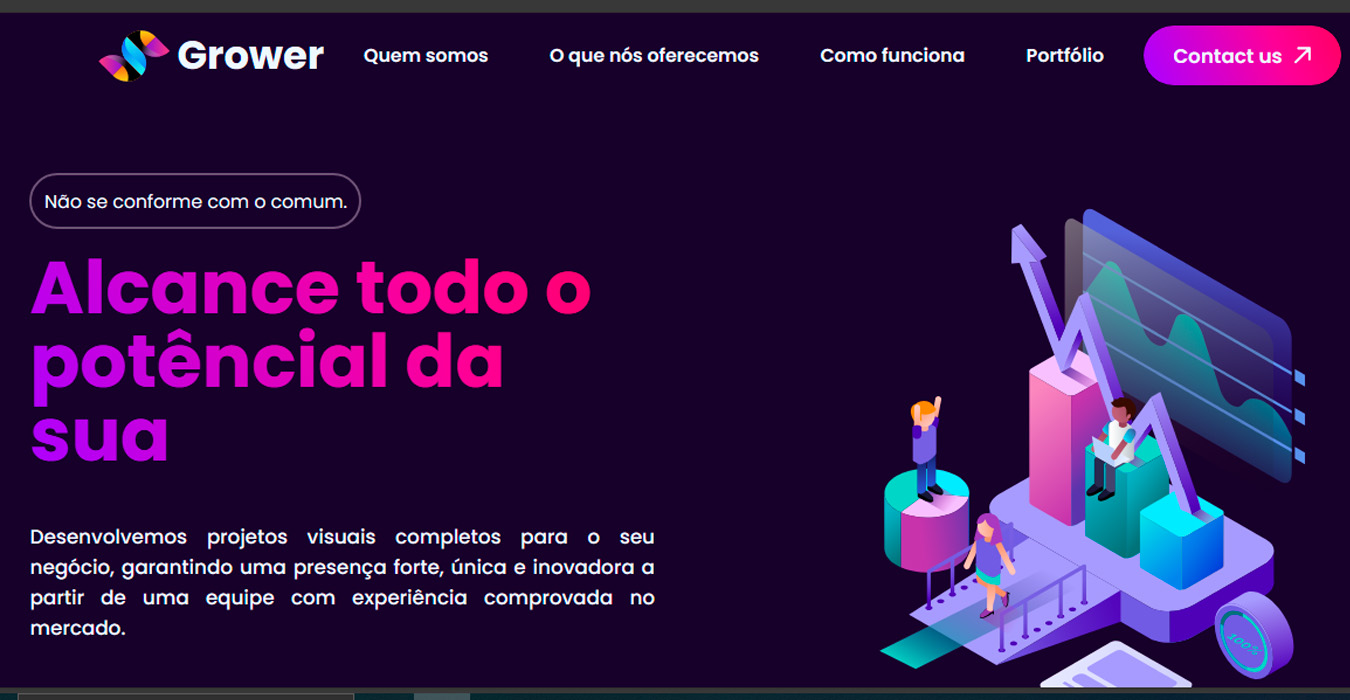 Grower
Quem somos
O que nós oferecemos
Como funciona
Portfólio
Contact us
Não se conforme com o comum.
Alcance todo o
potêncial da
sua
Desenvolvemos projetos visuais completos para o seu
negócio, garantindo uma presença forte, única e inovadora a
partir de uma equipe com experiência comprovada no
mercado.
100%